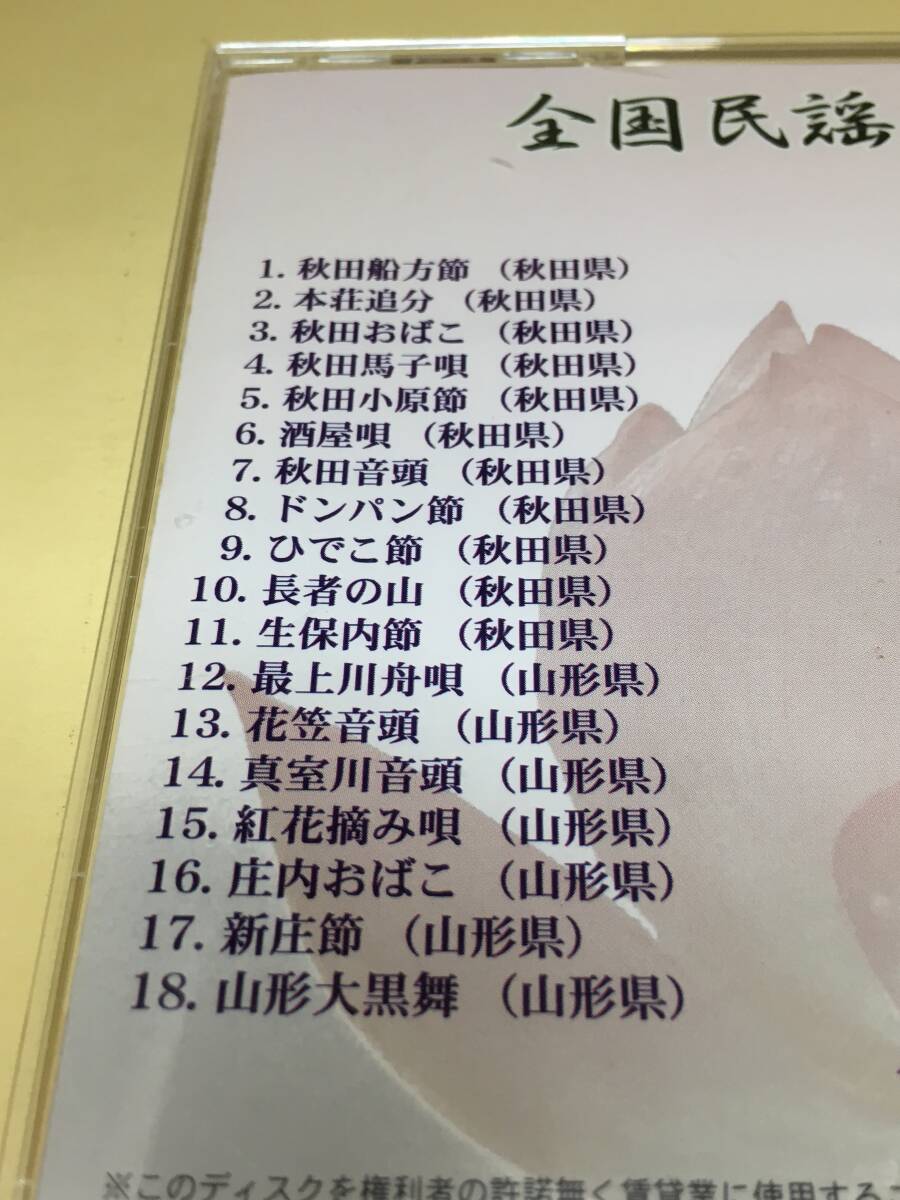 全国民謡
1. 秋田船方節 （秋田県）
2. 本荘追分 （秋田県）
3. 秋田おばこ （秋田県）
4. 秋田馬子唄 （秋田県）
5. 秋田小原節 （秋田県）
6. 酒屋唄 （秋田県）
7. 秋田音頭 （秋田県）
8. ドンパン節 （秋田県）
9. ひでこ節 （秋田県）
10. 長者の山 （秋田県）
11. 生保内節 （秋田県）
12. 最上川舟唄 （山形県）
13. 花笠音頭 （山形県）
14. 真室川音頭 （山形県）
15. 紅花摘み唄 （山形県）
16. 庄内おばこ （山形県）
17. 新庄節 （山形県）
18. 山形大黒舞 （山形県）
※このディスクを権利者の許諾無く賃貸業に使用するこ